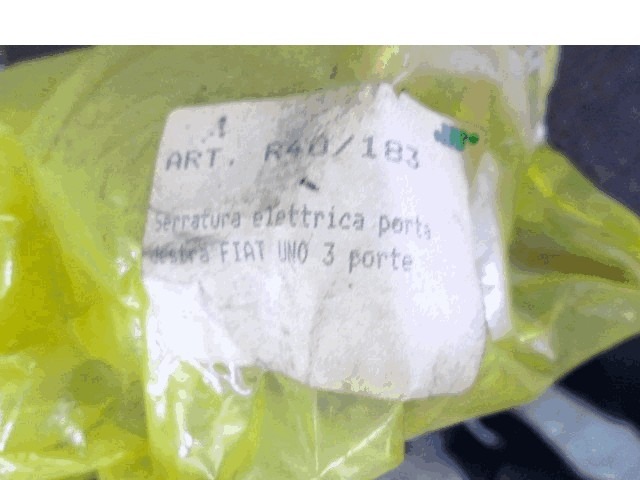 ART. R40/183
Serratura elettrica porta
destra FIAT UNO 3 porte